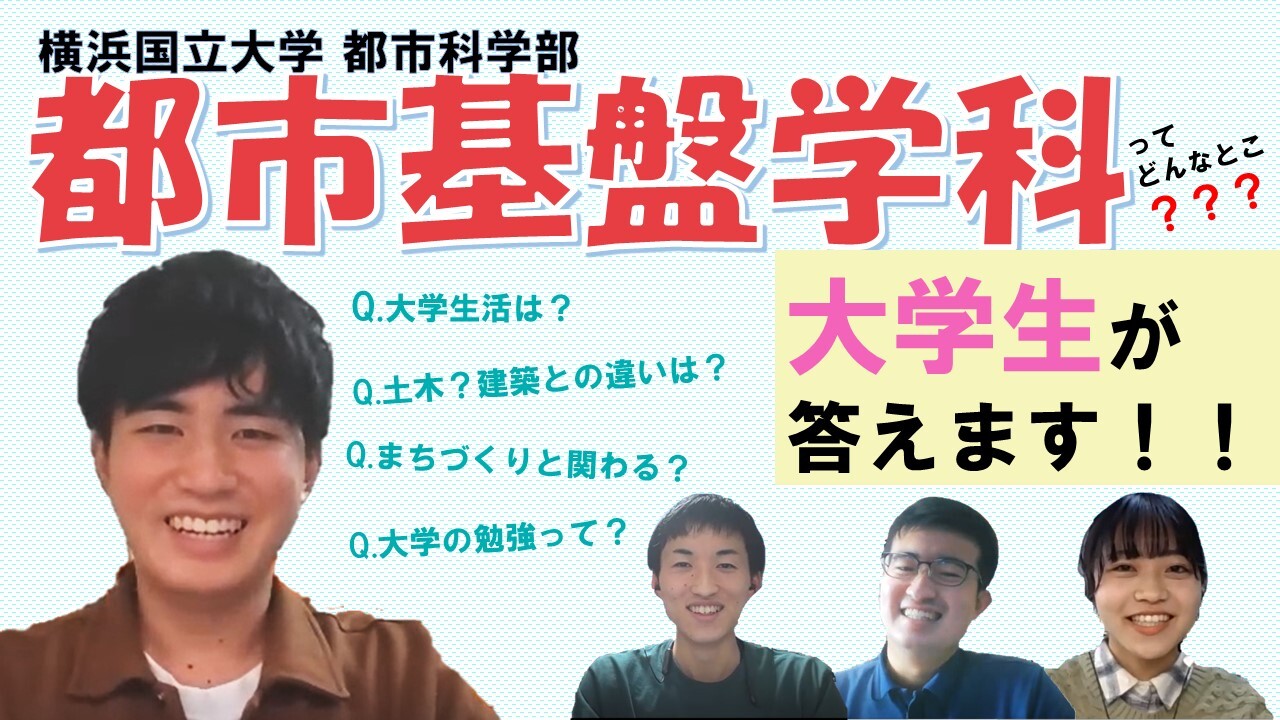 横浜国立大学 都市科学部
都市基盤学科
って
どんなとこ
???
Q.大学生活は？
Q.土木？建築との違いは？
Q.まちづくりと関わる？
Q.大学の勉強って？
大学生が
答えます！！